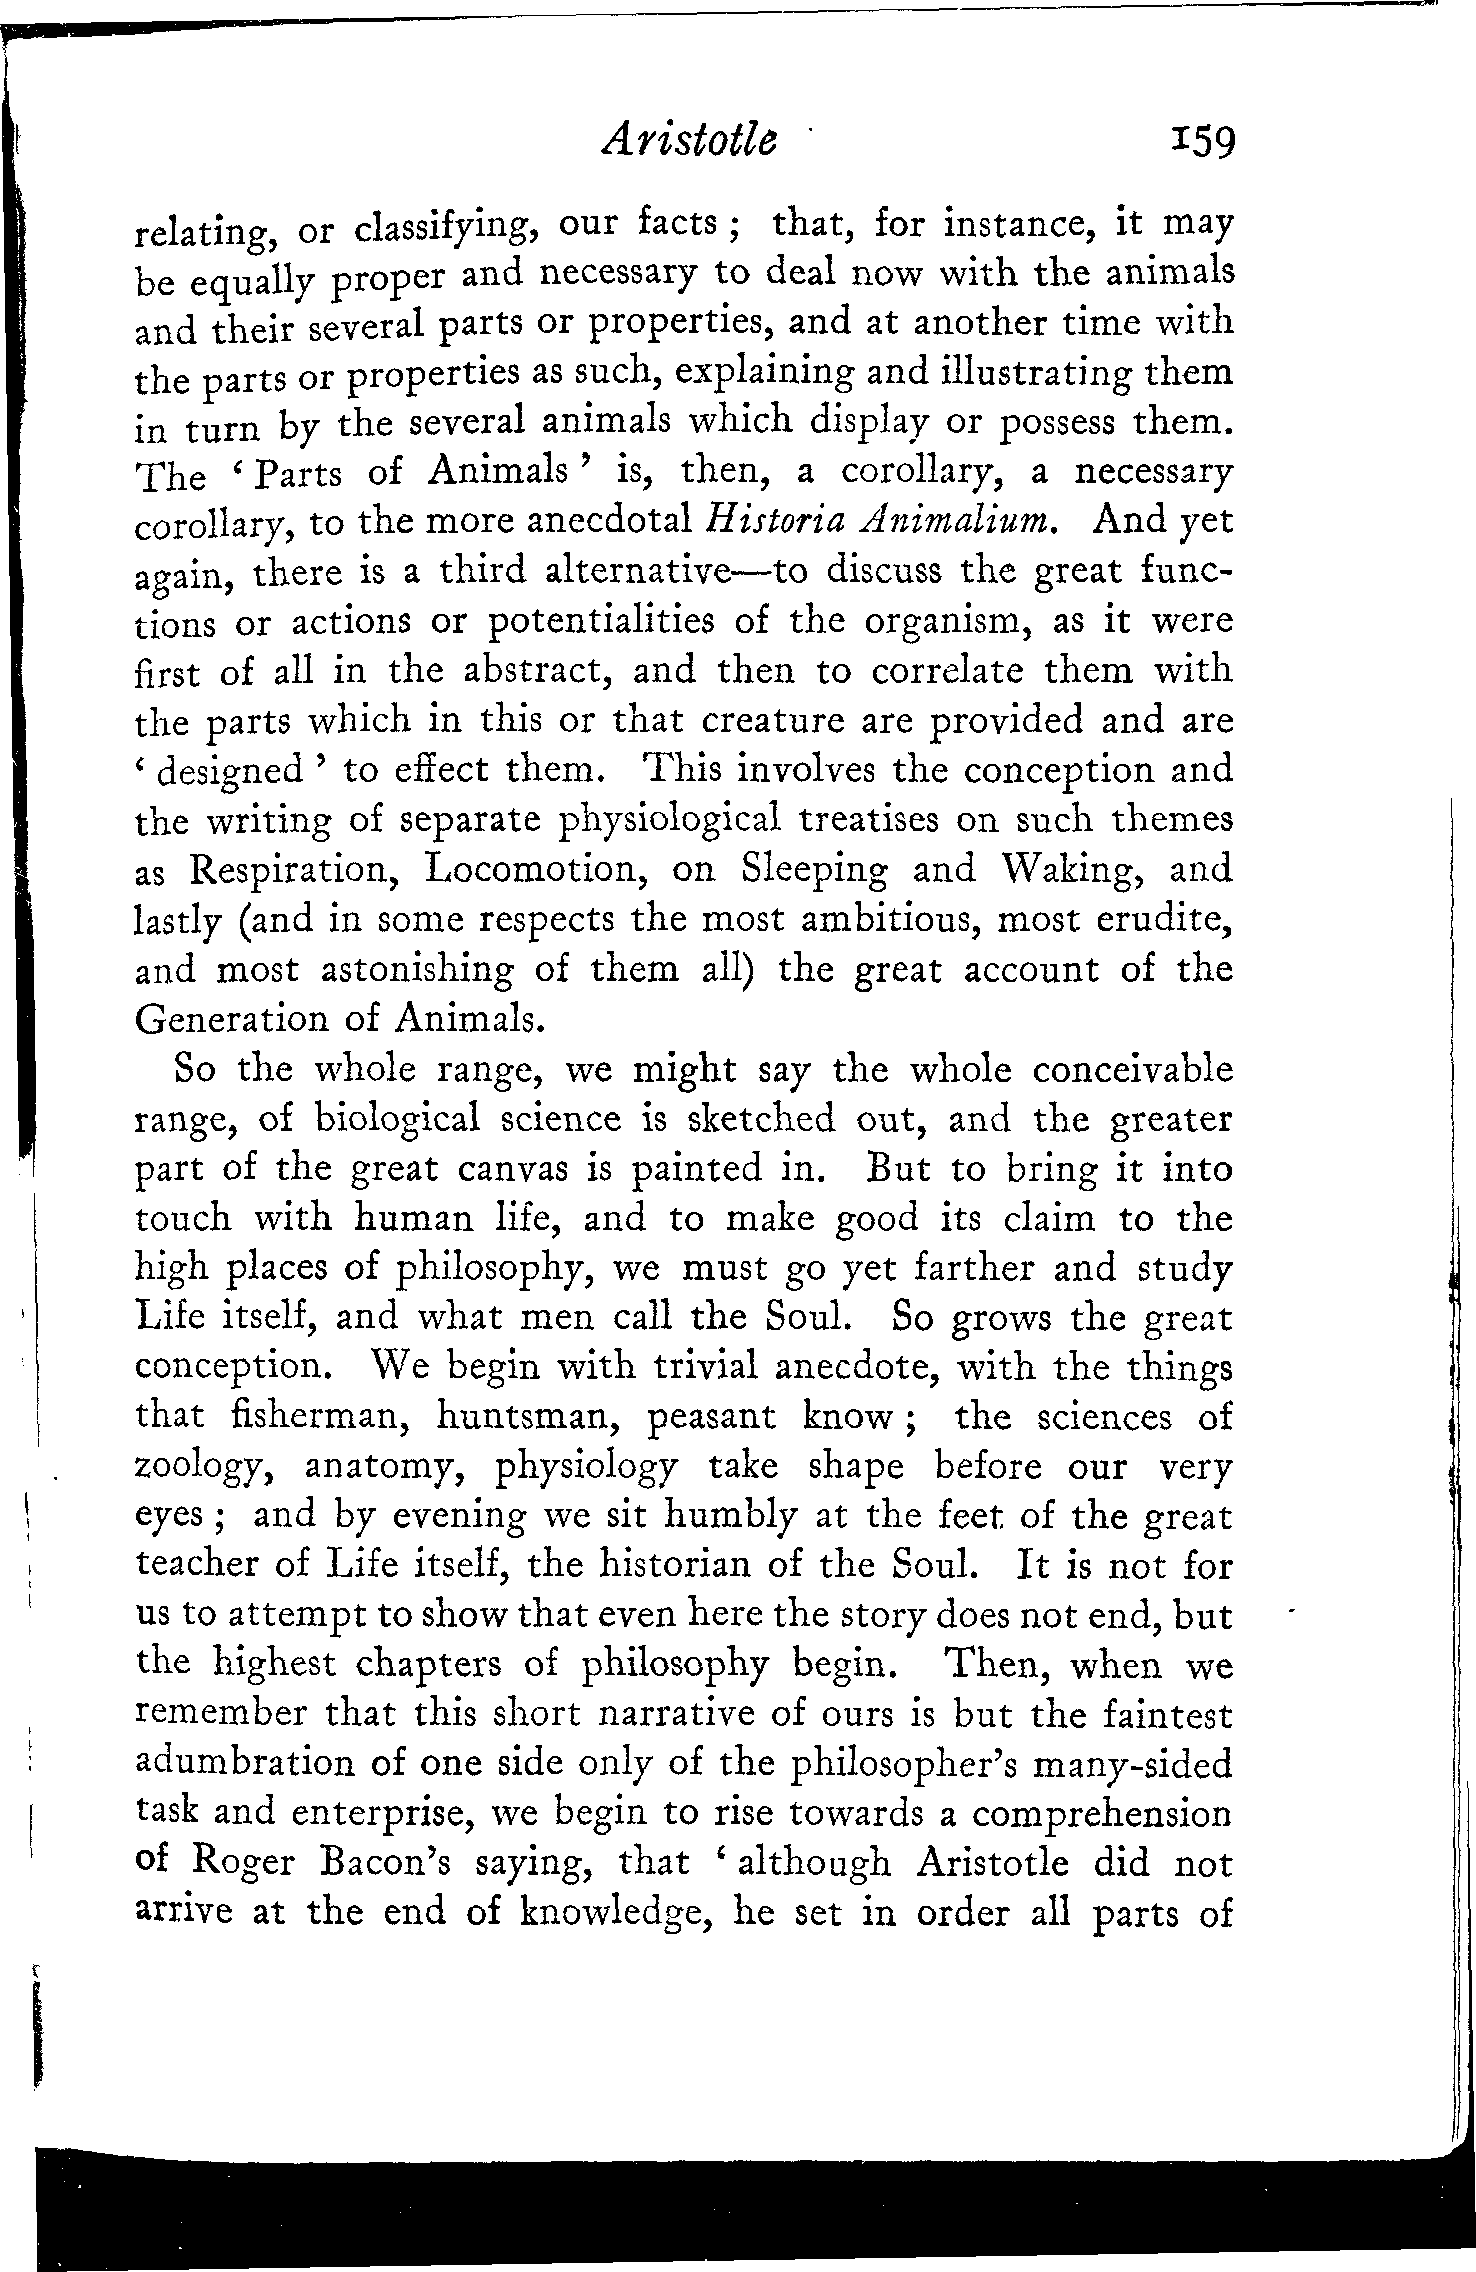 Aristotle 159
relating, or classifying, our facts ; that, for instance, it may
be equally proper and necessary to deal now with the animals
and their several parts or properties, and at another time with
the parts or properties as such, explaining and illustrating them
in turn by the several animals which display or possess them.
The ‘ Parts of Animals ’ is, then, a corollary, a necessary
corollary, to the more anecdotal Historia Animalium. And yet
again, there is a third alternative—to discuss the great func-
tions or actions or potentialities of the organism, as it were
first of all in the abstract, and then to correlate them with
the parts which in this or that creature are provided and are
‘ designed ’ to effect them. This involves the conception and
the writing of separate physiological treatises on such themes
as Respiration, Locomotion, on Sleeping and Waking, and
lastly (and in some respects the most ambitious, most erudite,
and most astonishing of them all) the great account of the
Generation of Animals.
So the whole range, we might say the whole conceivable
range, of biological science is sketched out, and the greater
part of the great canvas is painted in. But to bring it into
touch with human life, and to make good its claim to the
high places of philosophy, we must go yet farther and study
Life itself, and what men call the Soul. So grows the great
conception. We begin with trivial anecdote, with the things
that fisherman, huntsman, peasant know ; the sciences of
zoology, anatomy, physiology take shape before our very
eyes ; and by evening we sit humbly at the feet of the great
teacher of Life itself, the historian of the Soul. It is not for
us to attempt to show that even here the story does not end, but
the highest chapters of philosophy begin. Then, when we
remember that this short narrative of ours is but the faintest
adumbration of one side only of the philosopher’s many-sided
task and enterprise, we begin to rise towards a comprehension
of Roger Bacon’s saying, that ‘ although Aristotle did not
arrive at the end of knowledge, he set in order all parts of